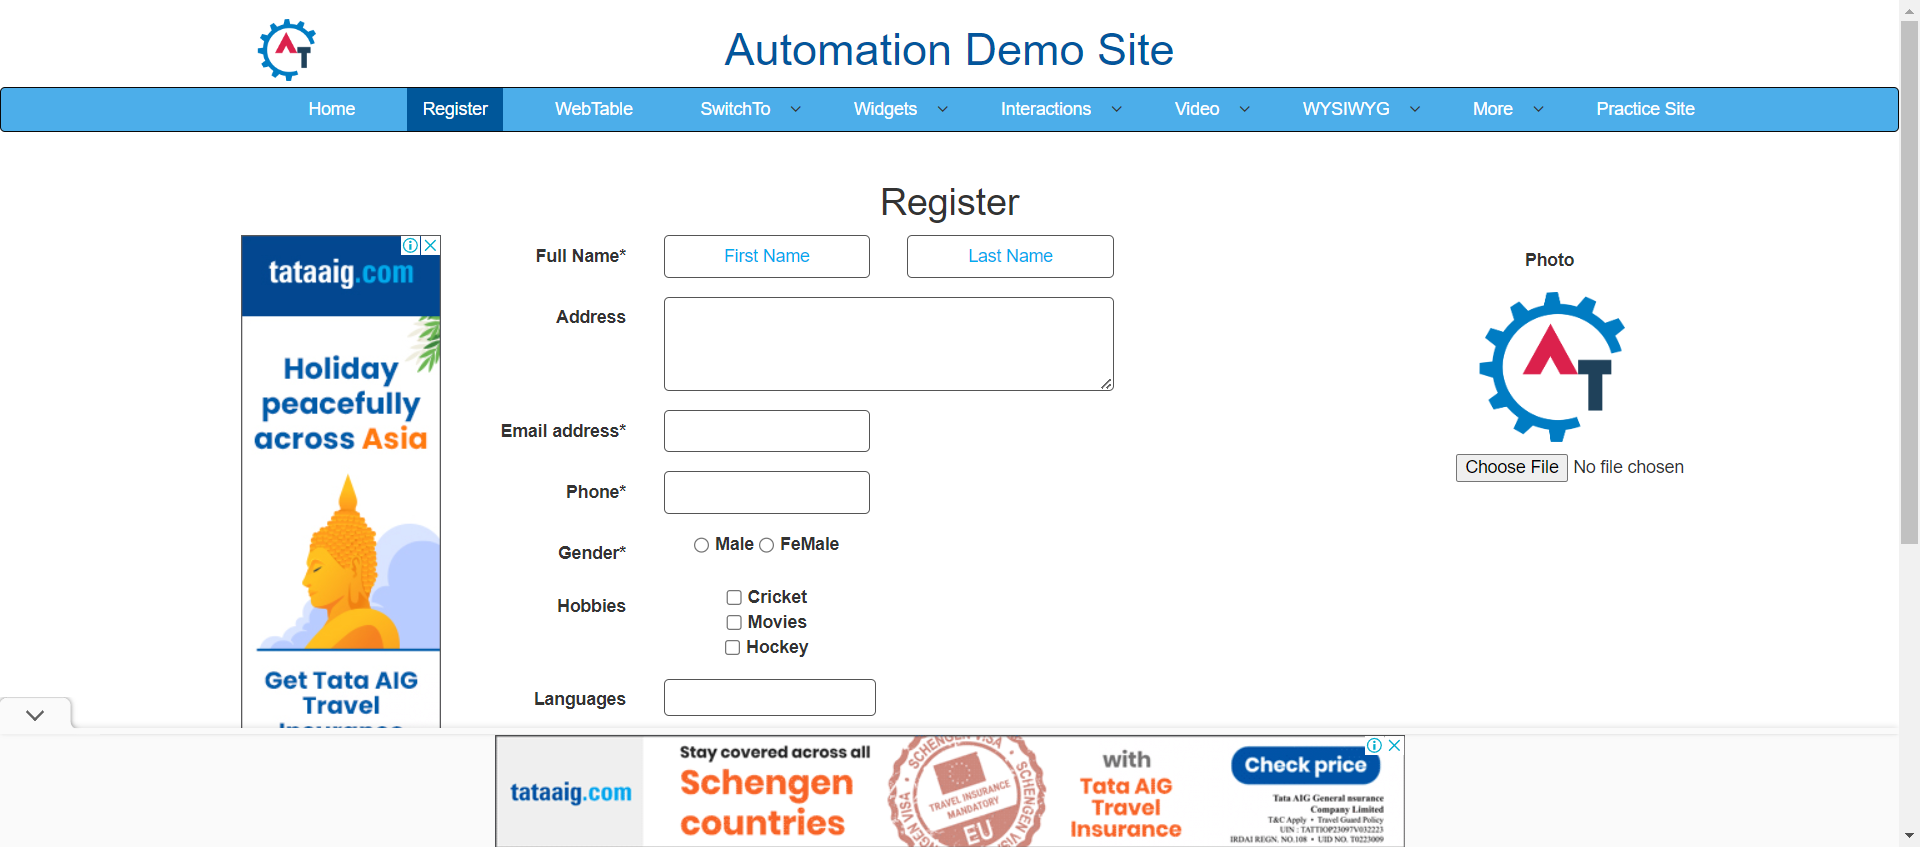 AT
Automation Demo Site
Home Register WebTable SwitchTo Widgets Interactions Video WYSIWYG More Practice Site
Register
Full Name* First Name Last Name
Address
Email address*
Phone*
Gender* Male FeMale
Hobbies
Cricket
Movies
Hockey
Languages
Photo
AT
Choose File No file chosen
tataaig.com
Holiday
peacefully
across Asia
Get Tata AIG
Travel
Insurance
tataaig.com
Stay covered across all
Schengen
countries
SCHENGEN VISA
TRAVEL INSURANCE
MANDATORY
EU
with
Tata AIG
Travel
Insurance
Check price
Tata AIG General nsurance
Company Limited
T&C Apply • Travel Guard Policy
UIN : TATTIOP23097V032223
IRDAI REGN. NO.108 • UID NO. T0223009